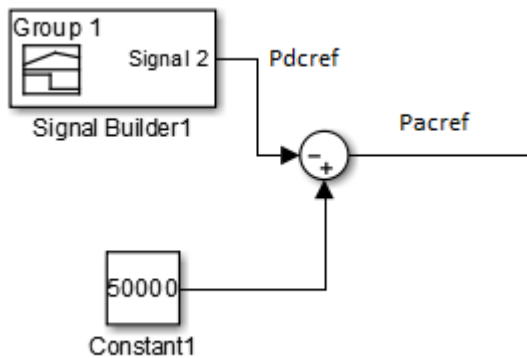 Group 1
Signal 2
Pdcref
Signal Builder1
Pacref
-
+
50000
Constant1